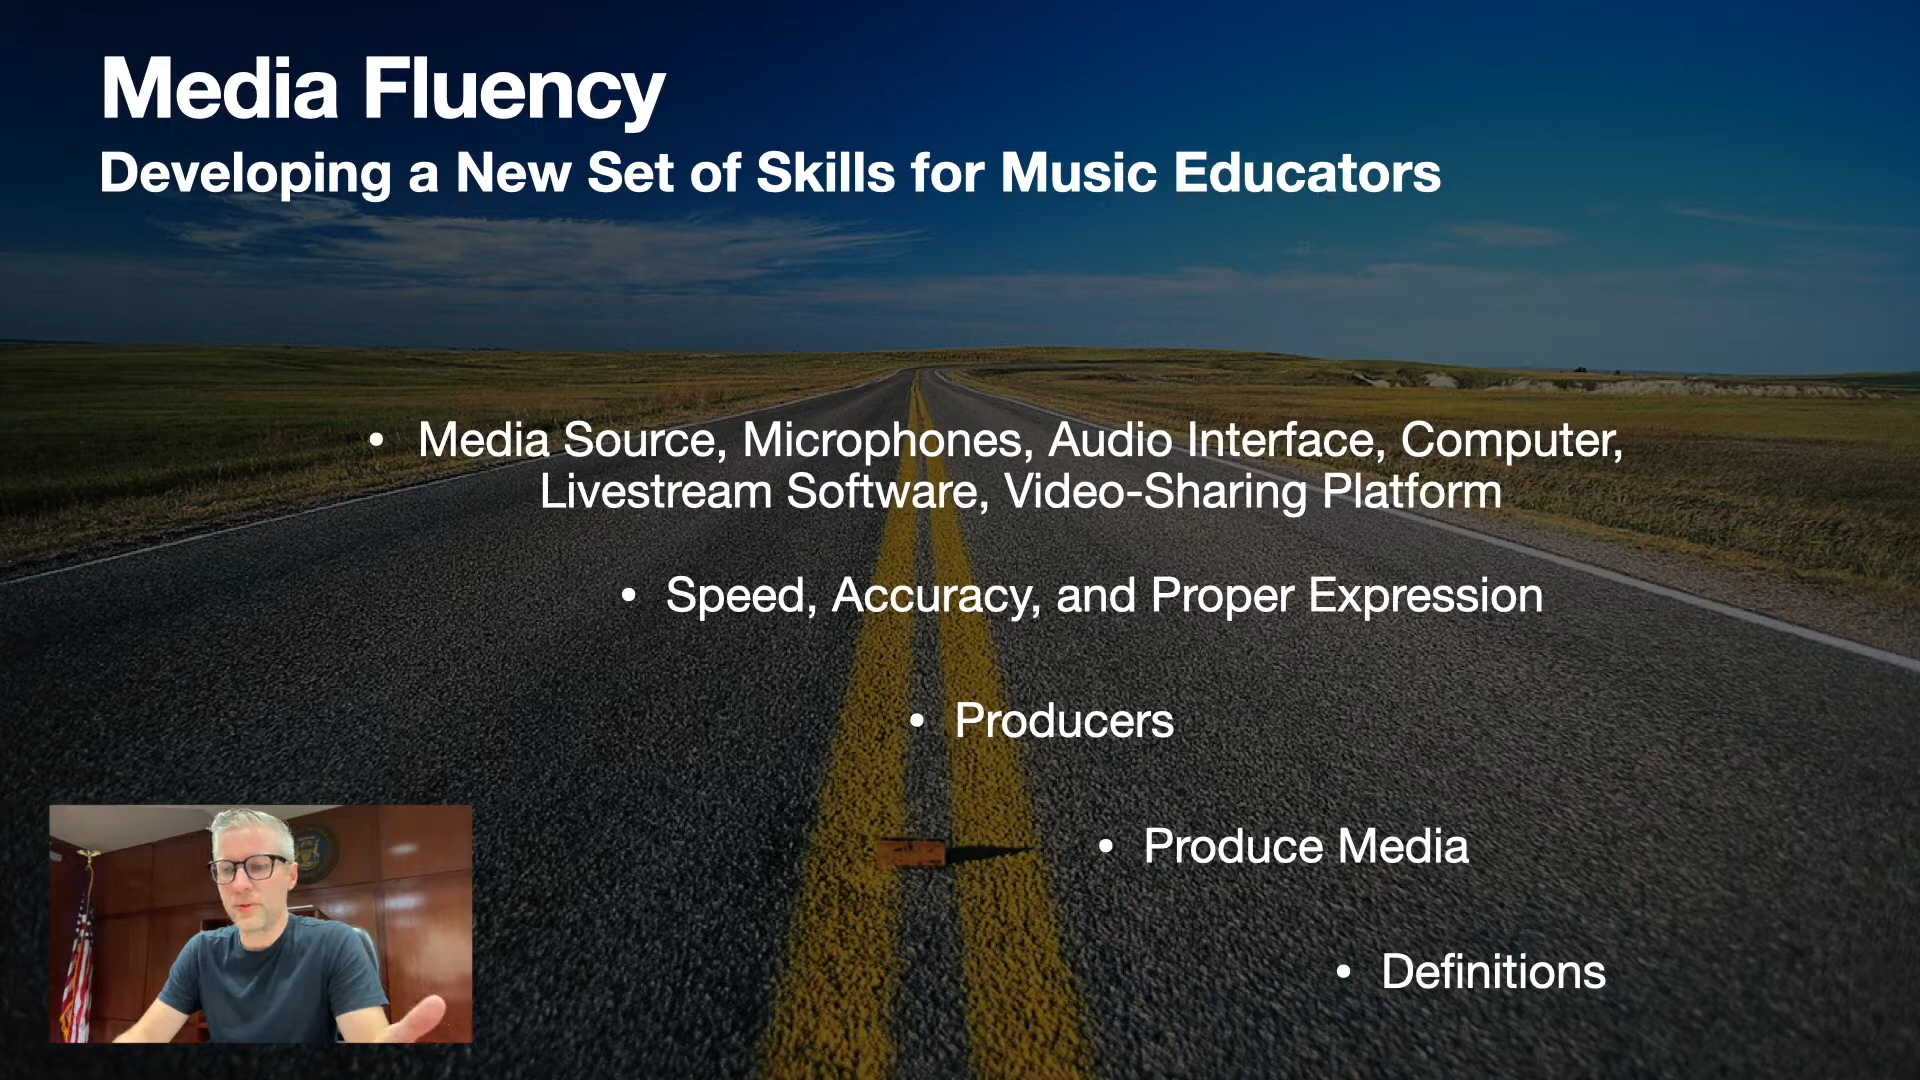 Media Fluency
Developing a New Set of Skills for Music Educators
• Media Source, Microphones, Audio Interface, Computer,
Livestream Software, Video-Sharing Platform
• Speed, Accuracy, and Proper Expression
• Producers
• Produce Media
• Definitions